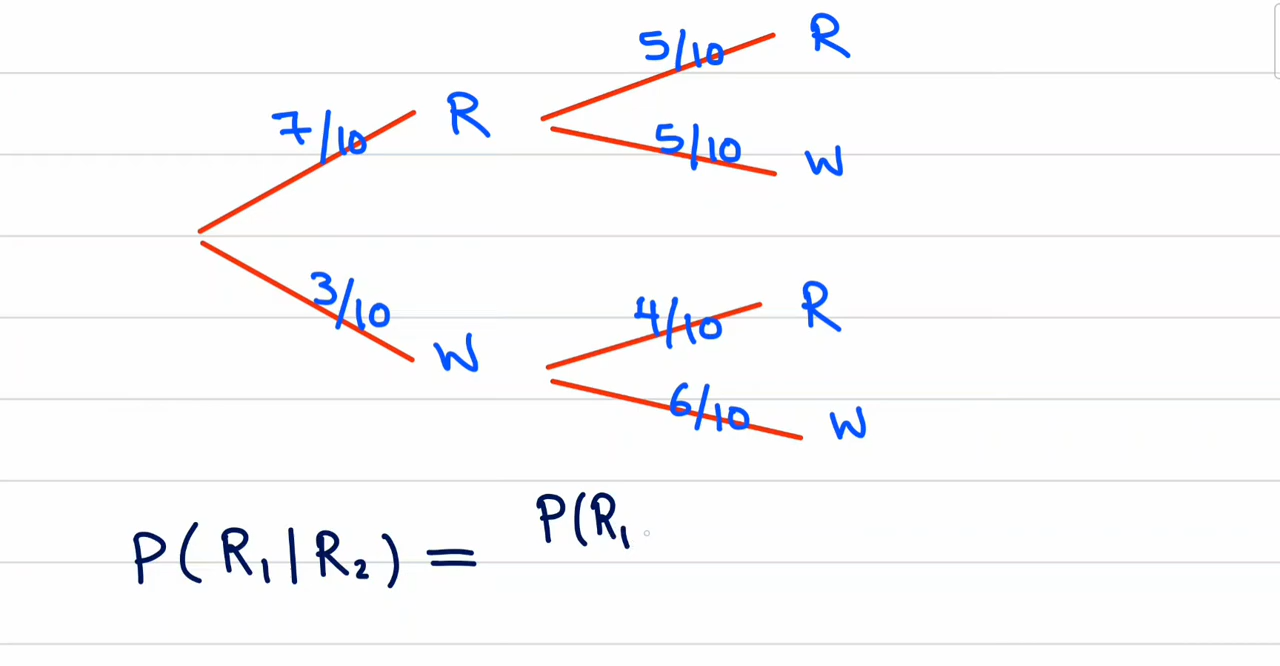 5/10 R
7/10 R
5/10 W
3/10
4/10 R
W
6/10 W
P(R₁|R₂) = P(R₁